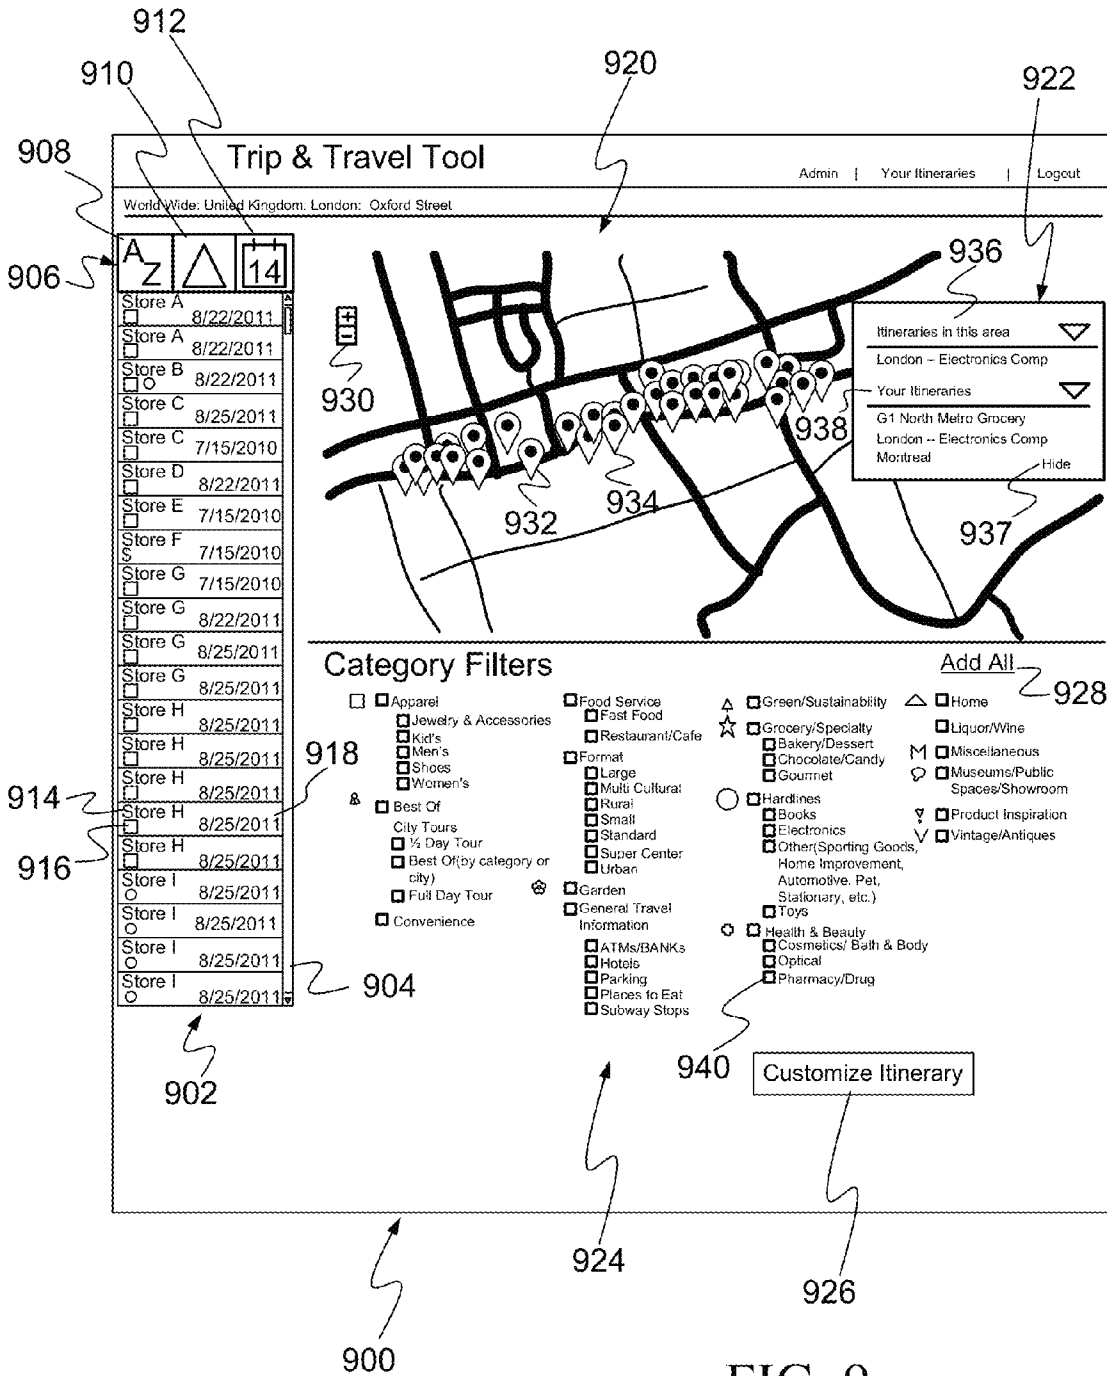 912
910
920
922
908
Trip & Travel Tool
Admin | Your Itineraries | Logout
World Wide: United Kingdom: London: Oxford Street
906
A
Z
14
936
Store A
8/22/2011
Store A
8/22/2011
Store B
8/22/2011
Store C
8/25/2011
Store C
7/15/2010
Store D
8/22/2011
Store E
7/15/2010
Store F
$ 7/15/2010
Store G
7/15/2010
Store G
8/22/2011
Store G
8/25/2011
Store G
8/25/2011
Store H
8/25/2011
Store H
8/25/2011
Store H
8/25/2011
Store H
8/25/2011
Store H
8/25/2011
Store I
8/25/2011
Store I
8/25/2011
Store I
8/25/2011
Store I
8/25/2011
914
916
918
904
902
+
-
930
932
934
Itineraries in this area
London -- Electronics Comp
Your Itineraries
938
G1 North Metro Grocery
London -- Electronics Comp
Montreal
Hide
937
Category Filters
Add All
928
Apparel
Jewelry & Accessories
Kid's
Men's
Shoes
Women's
Best Of
City Tours
½ Day Tour
Best Of(by category or
city)
Full Day Tour
Convenience
Food Service
Fast Food
Restaurant/Cafe
Format
Large
Multi Cultural
Rural
Small
Standard
Super Center
Urban
Garden
General Travel
Information
ATMs/BANKs
Hotels
Parking
Places to Eat
Subway Stops
Green/Sustainability
Grocery/Specialty
Bakery/Dessert
Chocolate/Candy
Gourmet
Hardlines
Books
Electronics
Other(Sporting Goods,
Home Improvement,
Automotive. Pet,
Stationary, etc.)
Toys
Health & Beauty
Cosmetics/ Bath & Body
Optical
Pharmacy/Drug
Home
Liquor/Wine
M Miscellaneous
Museums/Public
Spaces/Showroom
Product Inspiration
V Vintage/Antiques
940
Customize Itinerary
924
926
900
FIG. 9